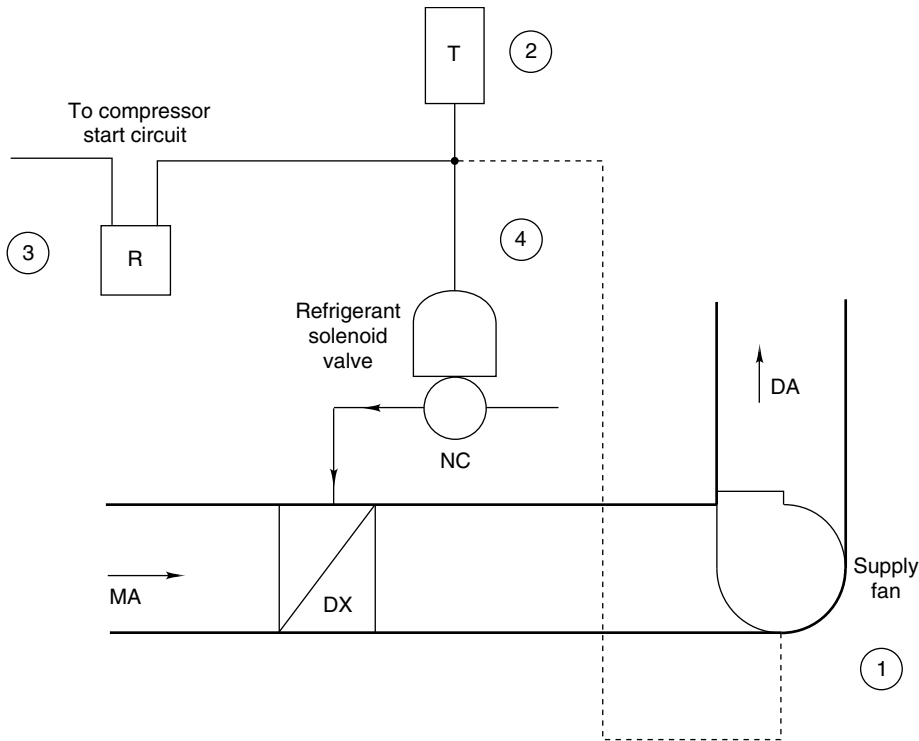 T
2
To compressor
start circuit
3
R
4
Refrigerant
solenoid
valve
NC
DA
MA
DX
Supply
fan
1